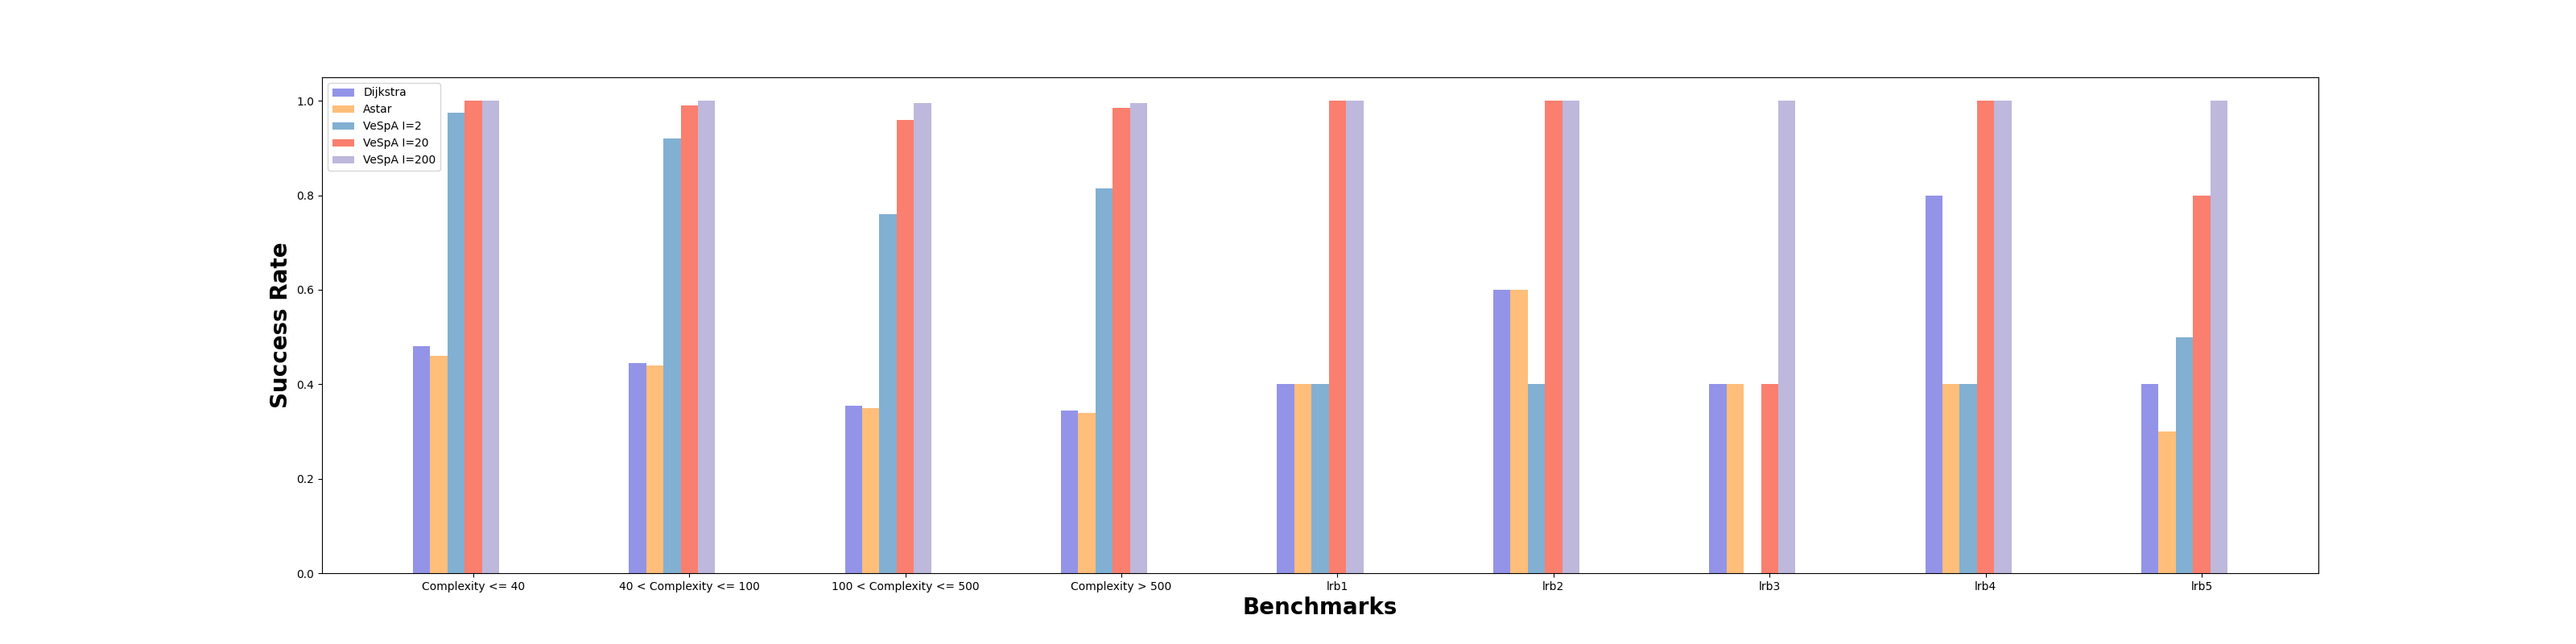 Dijkstra
Astar
VeSpA I=2
VeSpA I=20
VeSpA I=200
1.0
0.8
0.6
0.4
0.2
0.0
Success Rate
Complexity <= 40
40 < Complexity <= 100
100 < Complexity <= 500
Complexity > 500
lrb1
lrb2
lrb3
lrb4
lrb5
Benchmarks